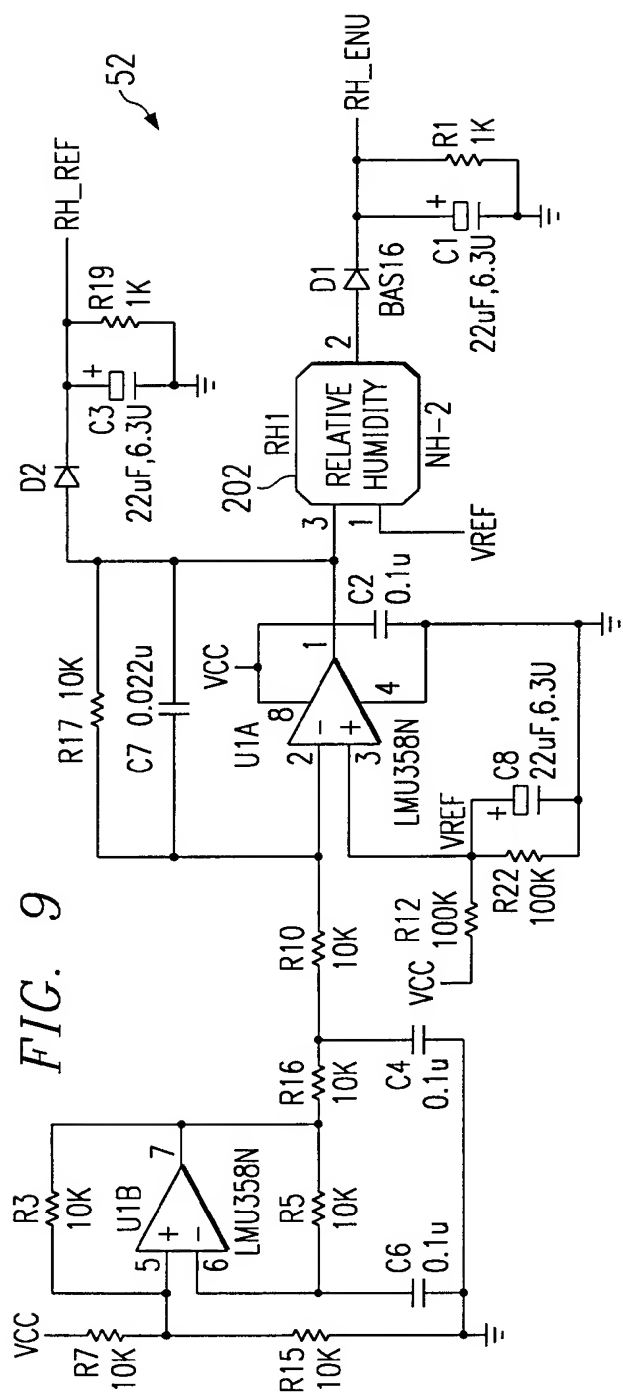 FIG. 9
52
VCC
R7
10K
R15
10K
R3
10K
U1B
5
+
-
6
7
LMU358N
R5
10K
C6
0.1u
R16
10K
C4
0.1u
R10
10K
R17 10K
C7 0.022u
VCC
U1A
8
2
-
+
3
1
4
LMU358N
C2
0.1u
VCC
R12
100K
VREF
R22
100K
+
C8
22uF,6.3U
D2
RH_REF
+
C3
22uF,6.3U
R19
1K
202
RH1
3
1
RELATIVE
HUMIDITY
NH-2
2
VREF
D1
BAS16
RH_ENU
+
C1
22uF,6.3U
R1
1K